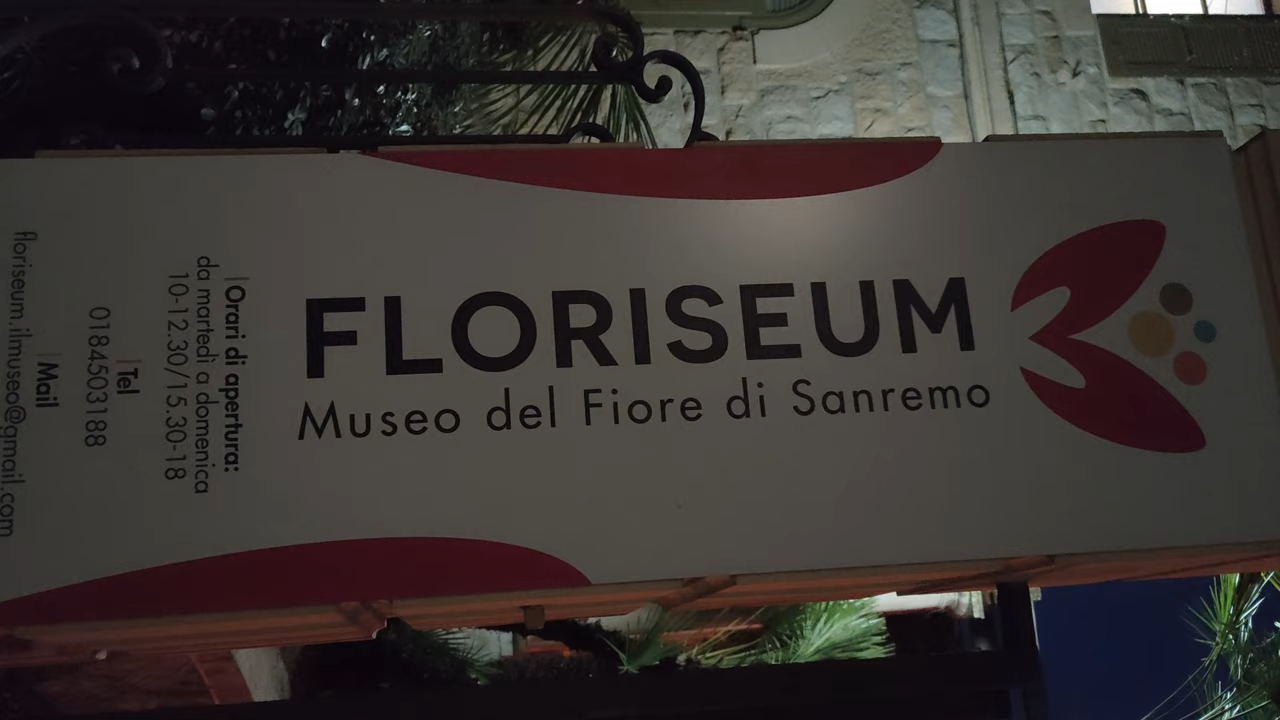 FLORISEUM
Museo del Fiore di Sanremo
Orari di apertura:
da martedì a domenica
10-12.30/15.30-18
Tel
0184503188
Mail
floriseum.ilmuseo@gmail.com